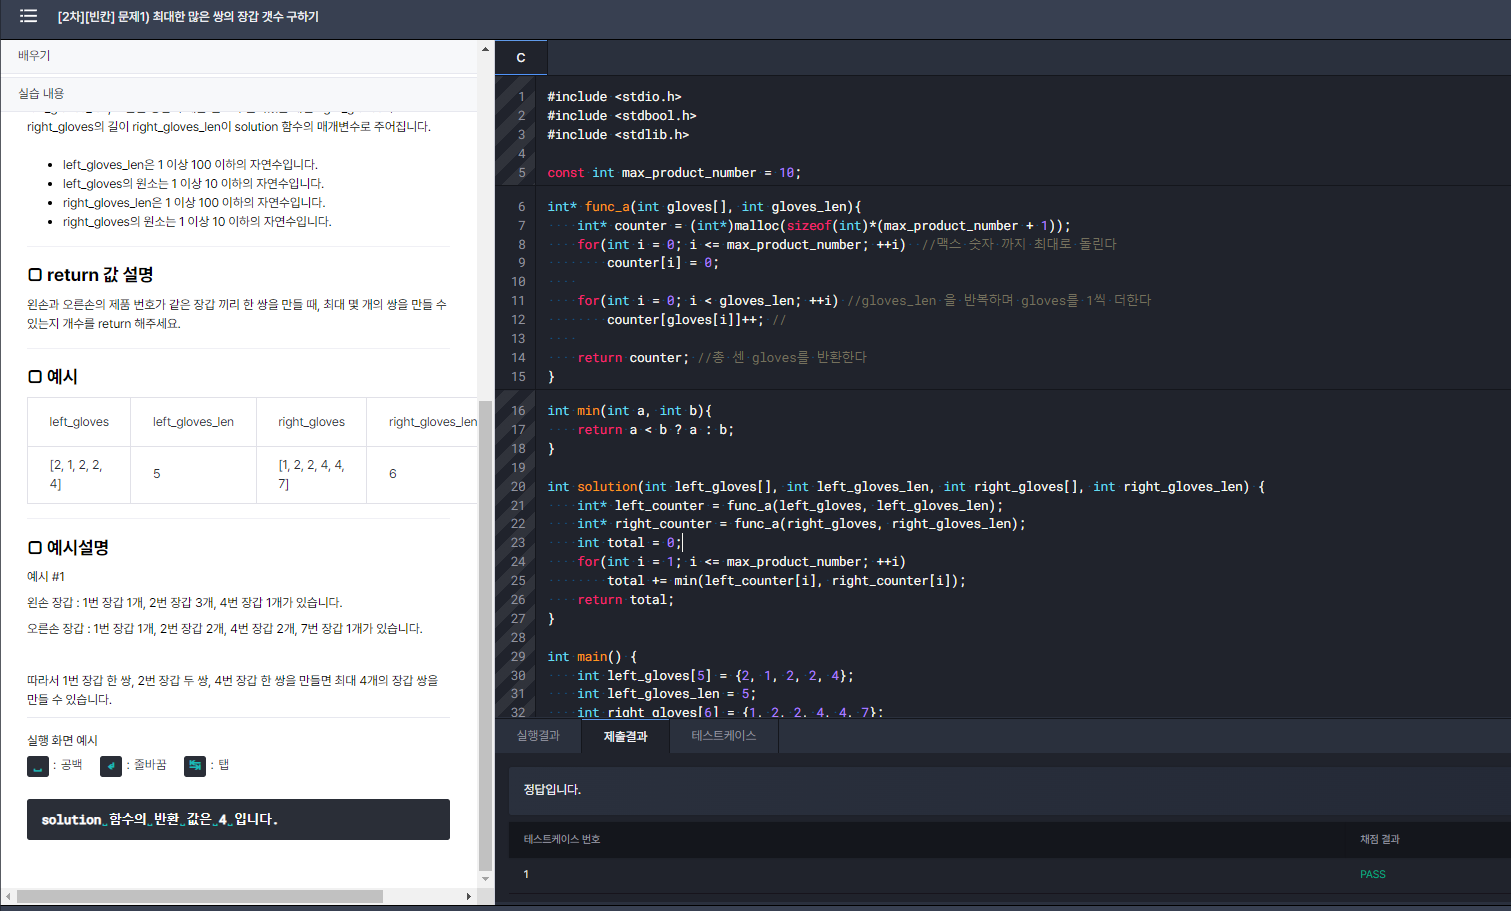 [2차][빈칸] 문제1) 최대한 많은 쌍의 장갑 갯수 구하기
배우기
실습 내용
right_gloves의 길이 right_gloves_len이 solution 함수의 매개변수로 주어집니다.
left_gloves_len은 1 이상 100 이하의 자연수입니다.
left_gloves의 원소는 1 이상 10 이하의 자연수입니다.
right_gloves_len은 1 이상 100 이하의 자연수입니다.
right_gloves의 원소는 1 이상 10 이하의 자연수입니다.
return 값 설명
왼손과 오른손의 제품 번호가 같은 장갑 끼리 한 쌍을 만들 때, 최대 몇 개의 쌍을 만들 수
있는지 개수를 return 해주세요.
예시
left_gloves left_gloves_len right_gloves right_gloves_len
[2, 1, 2, 2,
4]
5
[1, 2, 2, 4, 4,
7]
6
예시설명
예시 #1
왼손 장갑 : 1번 장갑 1개, 2번 장갑 3개, 4번 장갑 1개가 있습니다.
오른손 장갑 : 1번 장갑 1개, 2번 장갑 2개, 4번 장갑 2개, 7번 장갑 1개가 있습니다.
따라서 1번 장갑 한 쌍, 2번 장갑 두 쌍, 4번 장갑 한 쌍을 만들면 최대 4개의 장갑 쌍을
만들 수 있습니다.
실행 화면 예시
: 공백 : 줄바꿈 : 탭
solution 함수의 반환 값은 4 입니다.
C
1 #include <stdio.h>
2 #include <stdbool.h>
3 #include <stdlib.h>
4
5 const int max_product_number = 10;
6 int* func_a(int gloves[], int gloves_len){
7 int* counter = (int*)malloc(sizeof(int)*(max_product_number + 1));
8 for(int i = 0; i <= max_product_number; ++i) //맥스 숫자 까지 최대로 돌린다
9 counter[i] = 0;
10
11 for(int i = 0; i < gloves_len; ++i) //gloves_len 을 반복하며 gloves를 1씩 더한다
12 counter[gloves[i]]++; //
13
14 return counter; //총 센 gloves를 반환한다
15 }
16 int min(int a, int b){
17 return a < b ? a : b;
18 }
19
20 int solution(int left_gloves[], int left_gloves_len, int right_gloves[], int right_gloves_len) {
21 int* left_counter = func_a(left_gloves, left_gloves_len);
22 int* right_counter = func_a(right_gloves, right_gloves_len);
23 int total = 0;
24 for(int i = 1; i <= max_product_number; ++i)
25 total += min(left_counter[i], right_counter[i]);
26 return total;
27 }
28
29 int main() {
30 int left_gloves[5] = {2, 1, 2, 2, 4};
31 int left_gloves_len = 5;
32 int right_gloves[6] = {1, 2, 2, 4, 4, 7};
실행결과 제출결과 테스트케이스
정답입니다.
테스트케이스 번호 채점 결과
1 PASS